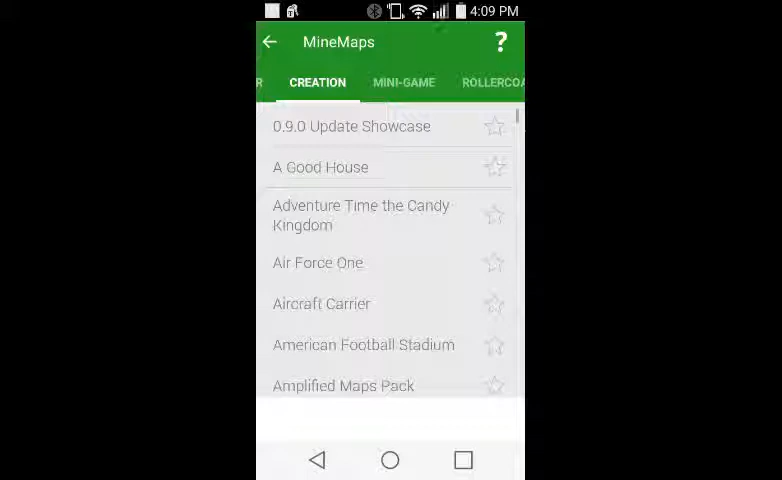 4:09 PM
MineMaps
?
R CREATION MINI-GAME ROLLERCOA
0.9.0 Update Showcase
A Good House
Adventure Time the Candy
Kingdom
Air Force One
Aircraft Carrier
American Football Stadium
Amplified Maps Pack